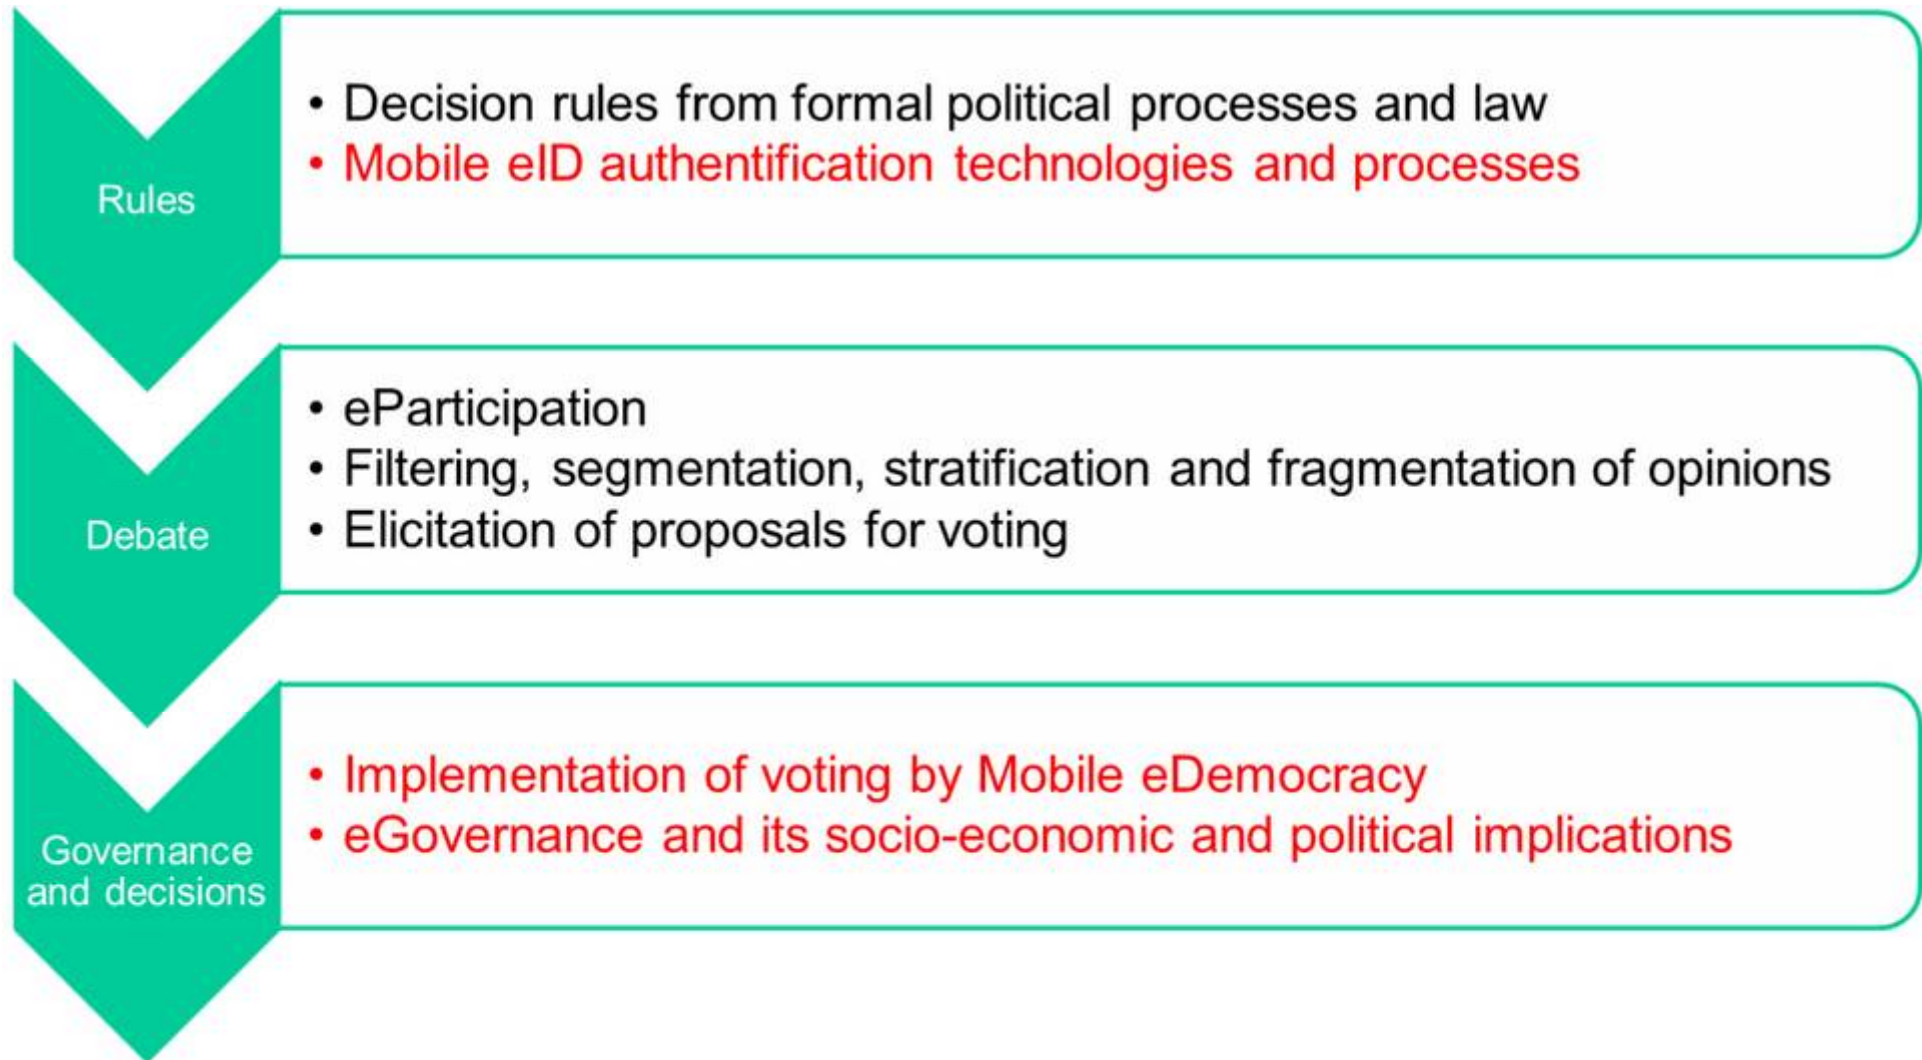 Rules
• Decision rules from formal political processes and law
• Mobile eID authentification technologies and processes
Debate
• eParticipation
• Filtering, segmentation, stratification and fragmentation of opinions
• Elicitation of proposals for voting
Governance
and decisions
• Implementation of voting by Mobile eDemocracy
• eGovernance and its socio-economic and political implications